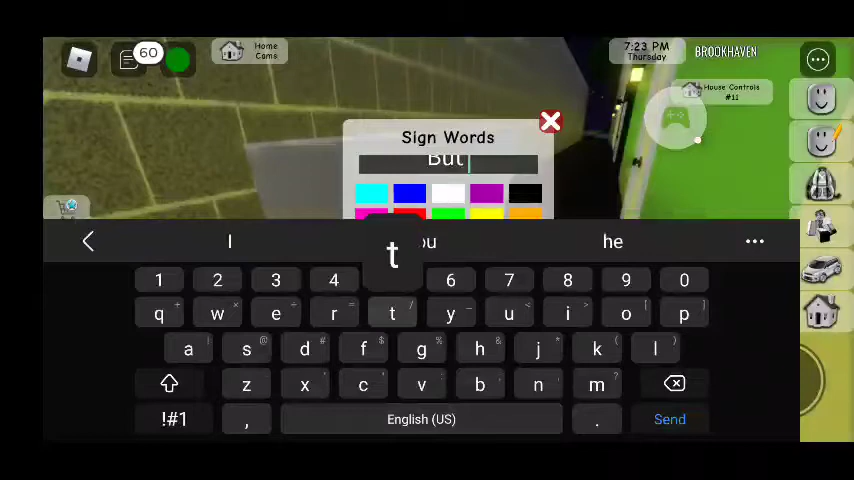 60
Home
Cams
7:23 PM
Thursday
BROOKHAVEN
House Controls
#11
Sign Words
But
I
ou
he
t
1 2 3 4 6 7 8 9 0
q w e r t y u i o p
a s d f g h j k l
z x c v b n m
!#1 , English (US) . Send